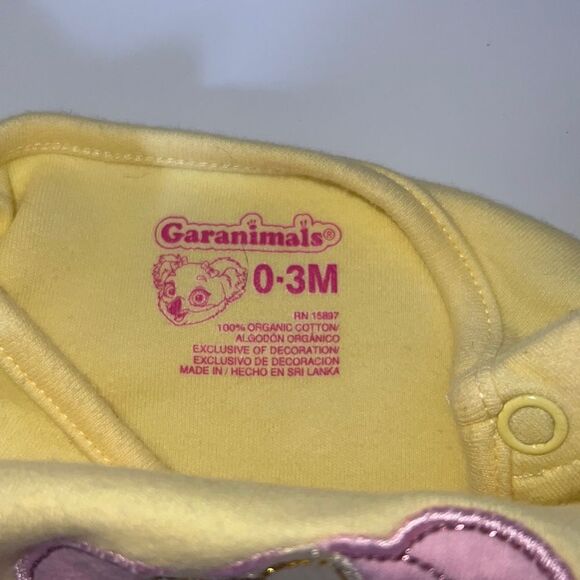 Garanimals®
0-3M
RN 15897
100% ORGANIC COTTON/
ALGODÓN ORGÁNICO
EXCLUSIVE OF DECORATION/
EXCLUSIVO DE DECORACION
MADE IN / HECHO EN SRI LANKA